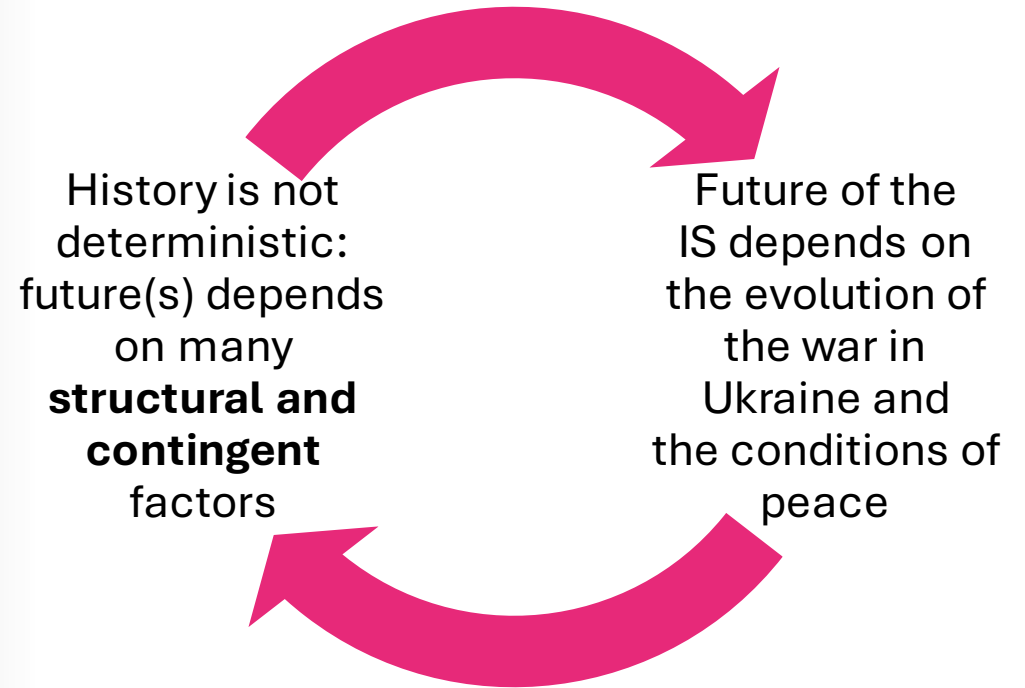 History is not
deterministic:
future(s) depends
on many
structural and
contingent
factors
Future of the
IS depends on
the evolution of
the war in
Ukraine and
the conditions of
peace